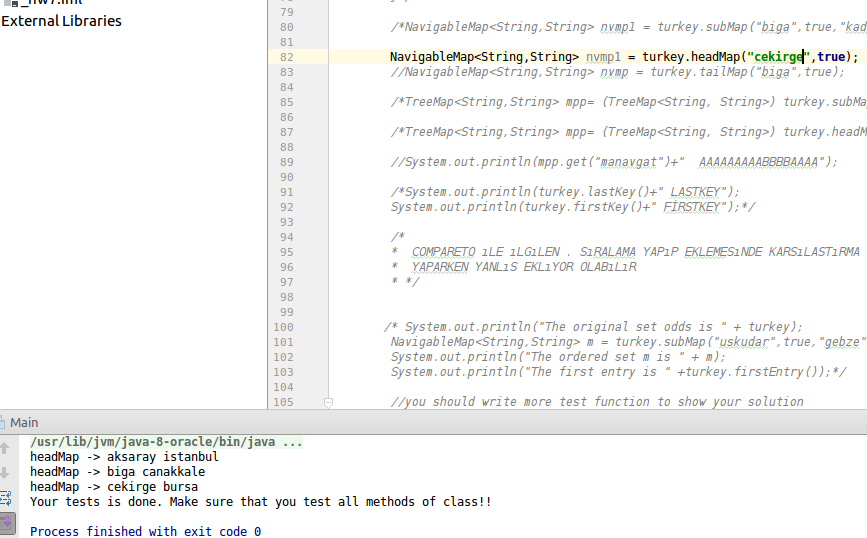 _hw7.iml
External Libraries
79
80 /*NavigableMap<String,String> nvmp1 = turkey.subMap("biga",true,"kad
81
82 NavigableMap<String,String> nvmp1 = turkey.headMap("cekirge",true);
83 //NavigableMap<String,String> nvmp = turkey.tailMap("biga",true);
84
85 /*TreeMap<String,String> mpp= (TreeMap<String, String>) turkey.subMa
86
87 /*TreeMap<String,String> mpp= (TreeMap<String, String>) turkey.headM
88
89 //System.out.println(mpp.get("manavgat")+"  AAAAAAAAABBBBAAAA");
90
91 /*System.out.println(turkey.lastKey()+" LASTKEY");
92 System.out.println(turkey.firstKey()+" FİRSTKEY");*/
93
94 /*
95 *  COMPARETO ıLE ıLGıLEN . SıRALAMA YAPıP EKLEMESıNDE KARSıLASTıRMA
96 *  YAPARKEN YANLıS EKLıYOR OLABıLıR
97 * */
98
99
100 /* System.out.println("The original set odds is " + turkey);
101 NavigableMap<String,String> m = turkey.subMap("uskudar",true,"gebze"
102 System.out.println("The ordered set m is " + m);
103 System.out.println("The first entry is " +turkey.firstEntry());*/
104
105 //you should write more test function to show your solution
Main
/usr/lib/jvm/java-8-oracle/bin/java ...
headMap -> aksaray istanbul
headMap -> biga canakkale
headMap -> cekirge bursa
Your tests is done. Make sure that you test all methods of class!!
Process finished with exit code 0